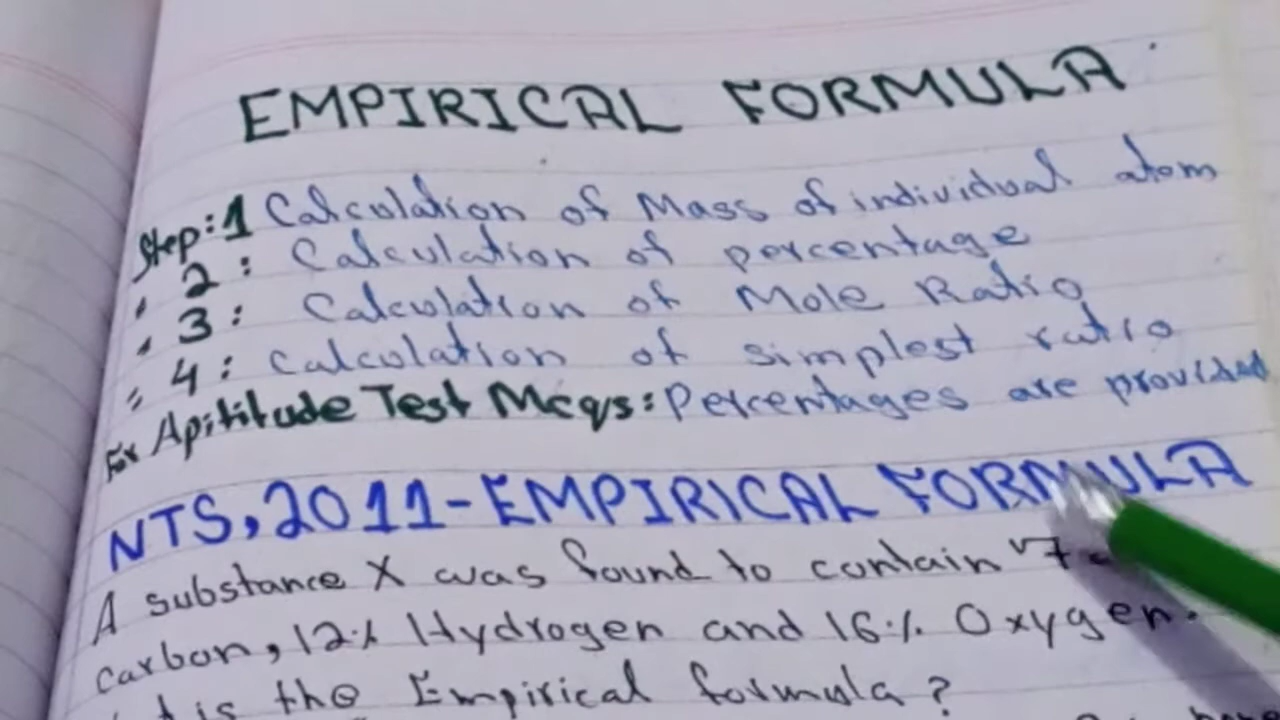 EMPIRICAL FORMULA
Step:1 Calculation of Mass of individual atom
" 2: Calculation of percentage
" 3: Calculation of Mole Ratio
" 4: Calculation of simplest ratio
For Aptitude Test Mcqs: Percentages are provided
NTS,2011-EMPIRICAL FORMULA
A substance X was found to contain
carbon, 12% Hydrogen and 16% Oxygen.
is the Empirical formula?